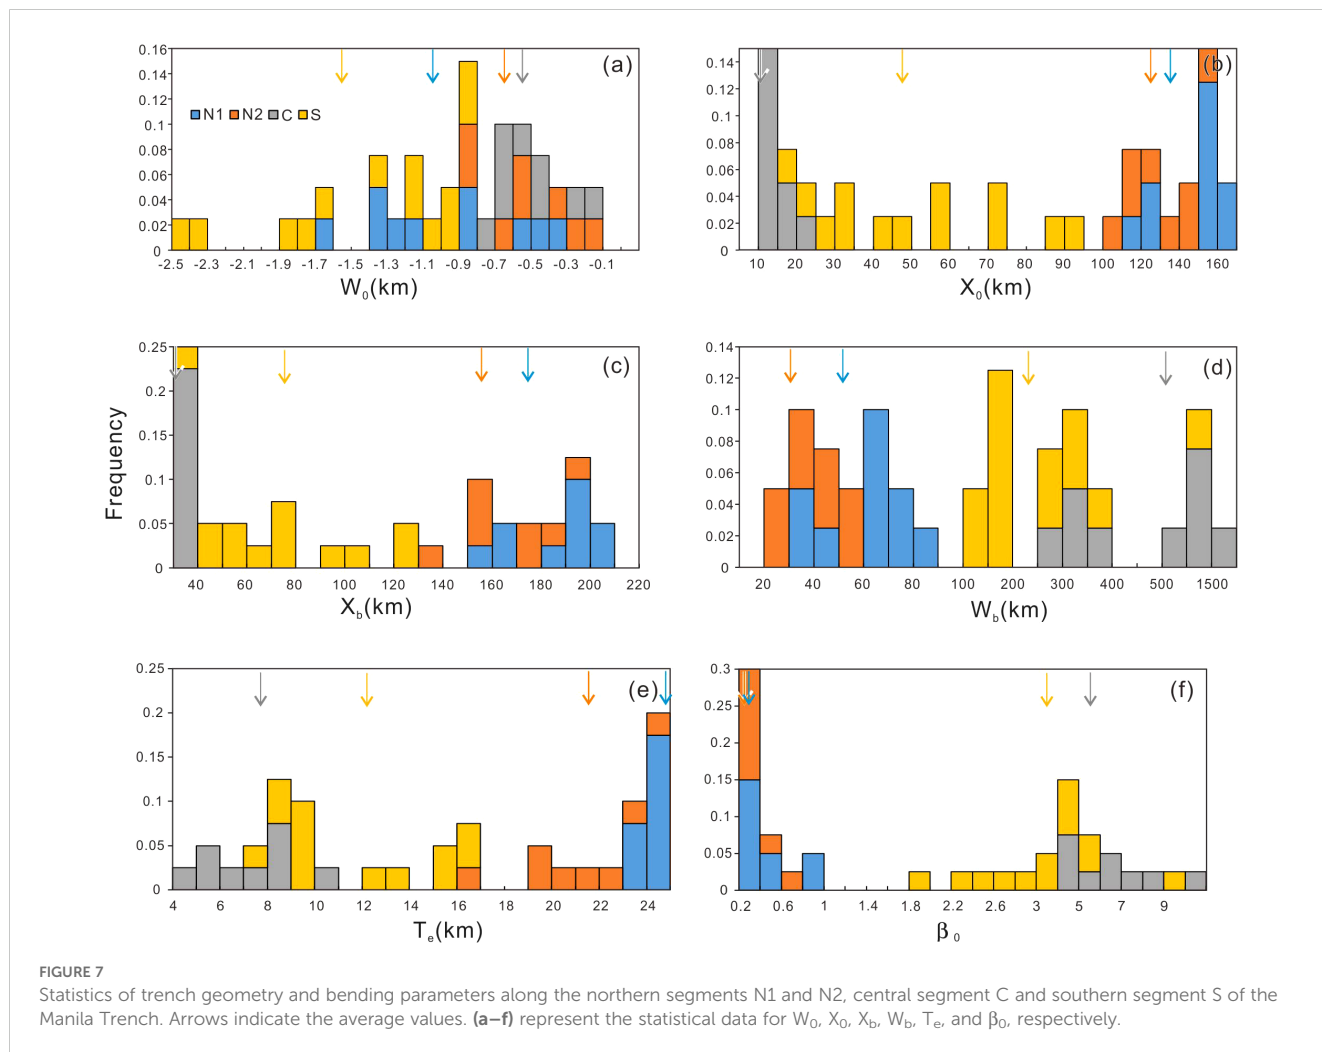 (a)
0.16
0.14
0.12
0.1
0.08
0.06
0.04
0.02
0
N1 N2 C S
-2.5 -2.3 -2.1 -1.9 -1.7 -1.5 -1.3 -1.1 -0.9 -0.7 -0.5 -0.3 -0.1
W₀(km)
(b)
0.14
0.12
0.1
0.08
0.06
0.04
0.02
0
10 20 30 40 50 60 70 80 100 120 140 160
X₀(km)
(c)
0.25
0.2
0.15
0.1
0.05
0
Frequency
40 60 80 100 120 140 160 180 200 220
X_b(km)
(d)
0.14
0.12
0.1
0.08
0.06
0.04
0.02
0
20 40 60 80 100 200 300 400 500 1500
W_b(km)
(e)
0.25
0.2
0.15
0.1
0.05
0
4 6 8 10 12 14 16 18 20 22 24
T_e(km)
(f)
0.3
0.25
0.2
0.15
0.1
0.05
0
0.2 0.6 1 1.4 1.8 2.2 2.6 3 5 7 9
β₀
FIGURE 7
Statistics of trench geometry and bending parameters along the northern segments N1 and N2, central segment C and southern segment S of the
Manila Trench. Arrows indicate the average values. (a–f) represent the statistical data for W₀, X₀, X_b, W_b, T_e, and β₀, respectively.